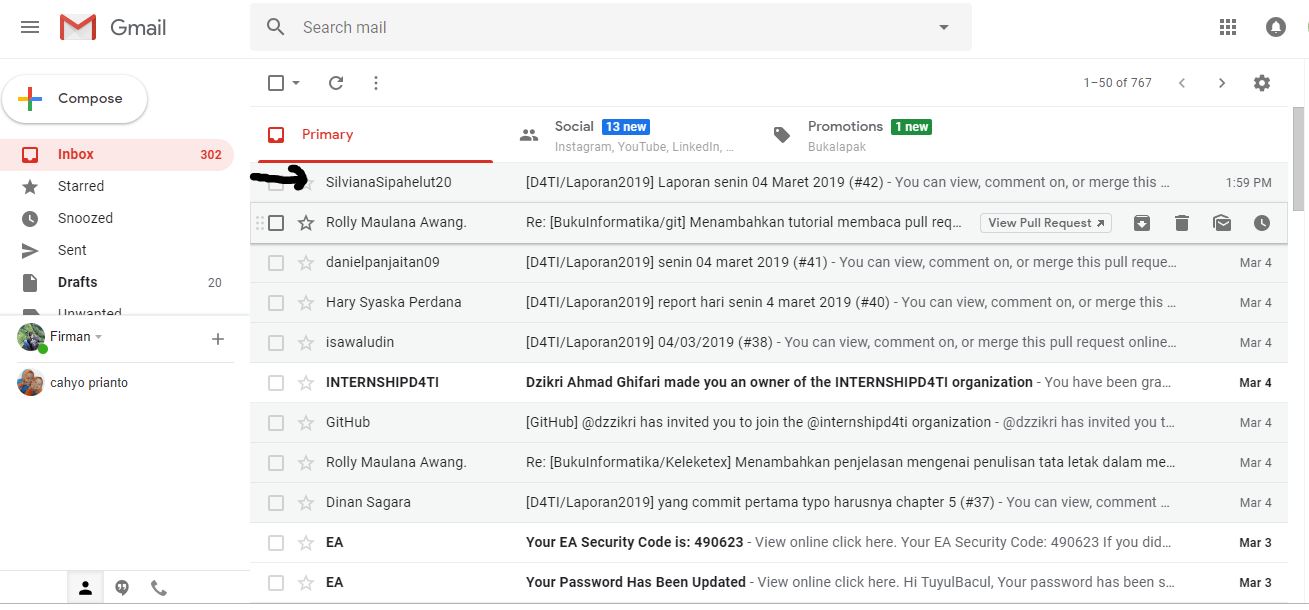 Gmail
Search mail
Compose
1–50 of 767
Primary
Social 13 new
Instagram, YouTube, LinkedIn, ...
Promotions 1 new
Bukalapak
Inbox 302
Starred
Snoozed
Sent
Drafts 20
Unwanted
Firman
cahyo prianto
SilvianaSipahelut20 [D4TI/Laporan2019] Laporan senin 04 Maret 2019 (#42) - You can view, comment on, or merge this ... 1:59 PM
Rolly Maulana Awang. Re: [BukuInformatika/git] Menambahkan tutorial membaca pull req... View Pull Request
danielpanjaitan09 [D4TI/Laporan2019] senin 04 maret 2019 (#41) - You can view, comment on, or merge this pull reque... Mar 4
Hary Syaska Perdana [D4TI/Laporan2019] report hari senin 4 maret 2019 (#40) - You can view, comment on, or merge this ... Mar 4
isawaludin [D4TI/Laporan2019] 04/03/2019 (#38) - You can view, comment on, or merge this pull request online... Mar 4
INTERNSHIPD4TI Dzikri Ahmad Ghifari made you an owner of the INTERNSHIPD4TI organization - You have been gra... Mar 4
GitHub [GitHub] @dzzikri has invited you to join the @internshipd4ti organization - @dzzikri has invited you t... Mar 4
Rolly Maulana Awang. Re: [BukuInformatika/Keleketex] Menambahkan penjelasan mengenai penulisan tata letak dalam me... Mar 4
Dinan Sagara [D4TI/Laporan2019] yang commit pertama typo harusnya chapter 5 (#37) - You can view, comment ... Mar 4
EA Your EA Security Code is: 490623 - View online click here. Your EA Security Code: 490623 If you did... Mar 3
EA Your Password Has Been Updated - View online click here. Hi TuyulBacul, Your password has been s... Mar 3